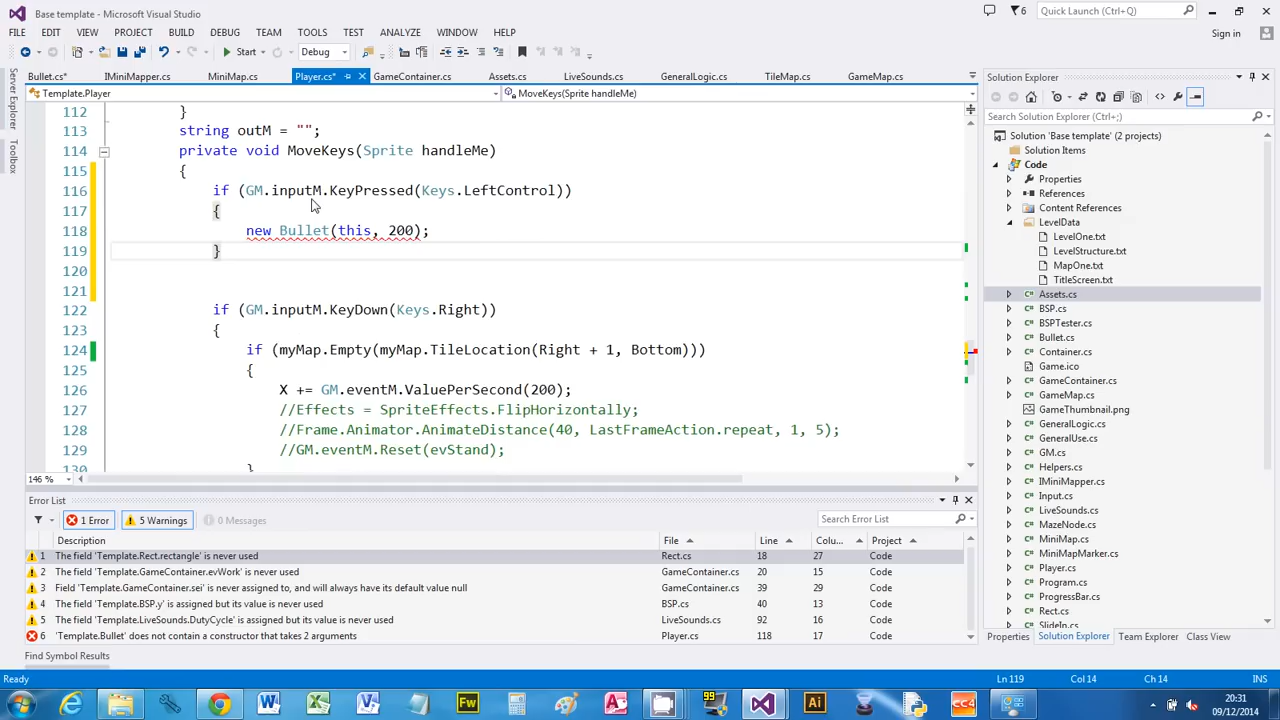 Base template - Microsoft Visual Studio
6
Quick Launch (Ctrl+Q)
FILE EDIT VIEW PROJECT BUILD DEBUG TEAM TOOLS TEST ANALYZE WINDOW HELP
Sign in
Start
Debug
Server Explorer
Toolbox
Bullet.cs* IMiniMapper.cs MiniMap.cs Player.cs* GameContainer.cs Assets.cs LiveSounds.cs GeneralLogic.cs TileMap.cs GameMap.cs
Template.Player
MoveKeys(Sprite handleMe)
112 }
113 string outM = "";
114 private void MoveKeys(Sprite handleMe)
115 {
116 if (GM.inputM.KeyPressed(Keys.LeftControl))
117 {
118 new Bullet(this, 200);
119 }
120
121
122 if (GM.inputM.KeyDown(Keys.Right))
123 {
124 if (myMap.Empty(myMap.TileLocation(Right + 1, Bottom)))
125 {
126 X += GM.eventM.ValuePerSecond(200);
127 //Effects = SpriteEffects.FlipHorizontally;
128 //Frame.Animator.AnimateDistance(40, LastFrameAction.repeat, 1, 5);
129 //GM.eventM.Reset(evStand);
130 }
146 %
Error List
1 Error
5 Warnings
0 Messages
Search Error List
Description File Line Colu... Project
1 The field 'Template.Rect.rectangle' is never used Rect.cs 18 27 Code
2 The field 'Template.GameContainer.evWork' is never used GameContainer.cs 20 15 Code
3 Field 'Template.GameContainer.sei' is never assigned to, and will always have its default value null GameContainer.cs 39 29 Code
4 The field 'Template.BSP.y' is assigned but its value is never used BSP.cs 40 13 Code
5 The field 'Template.LiveSounds.DutyCycle' is assigned but its value is never used LiveSounds.cs 92 16 Code
6 'Template.Bullet' does not contain a constructor that takes 2 arguments Player.cs 118 17 Code
Find Symbol Results
Solution Explorer
Search Solution Explorer (Ctrl+;)
Solution 'Base template' (2 projects)
Solution Items
Code
Properties
References
Content References
LevelData
LevelOne.txt
LevelStructure.txt
MapOne.txt
TitleScreen.txt
Assets.cs
BSP.cs
BSPTester.cs
Bullet.cs
Container.cs
Game.ico
GameContainer.cs
GameMap.cs
GameThumbnail.png
GeneralLogic.cs
GeneralUse.cs
GM.cs
Helpers.cs
IMiniMapper.cs
Input.cs
LiveSounds.cs
MazeNode.cs
MiniMap.cs
MiniMapMarker.cs
Player.cs
Program.cs
ProgressBar.cs
Rect.cs
SlideIn.cs
Properties Solution Explorer Team Explorer Class View
Ready
Ln 119 Col 14 Ch 14 INS
Fw
99
Ai
CC4
20:31
09/12/2014